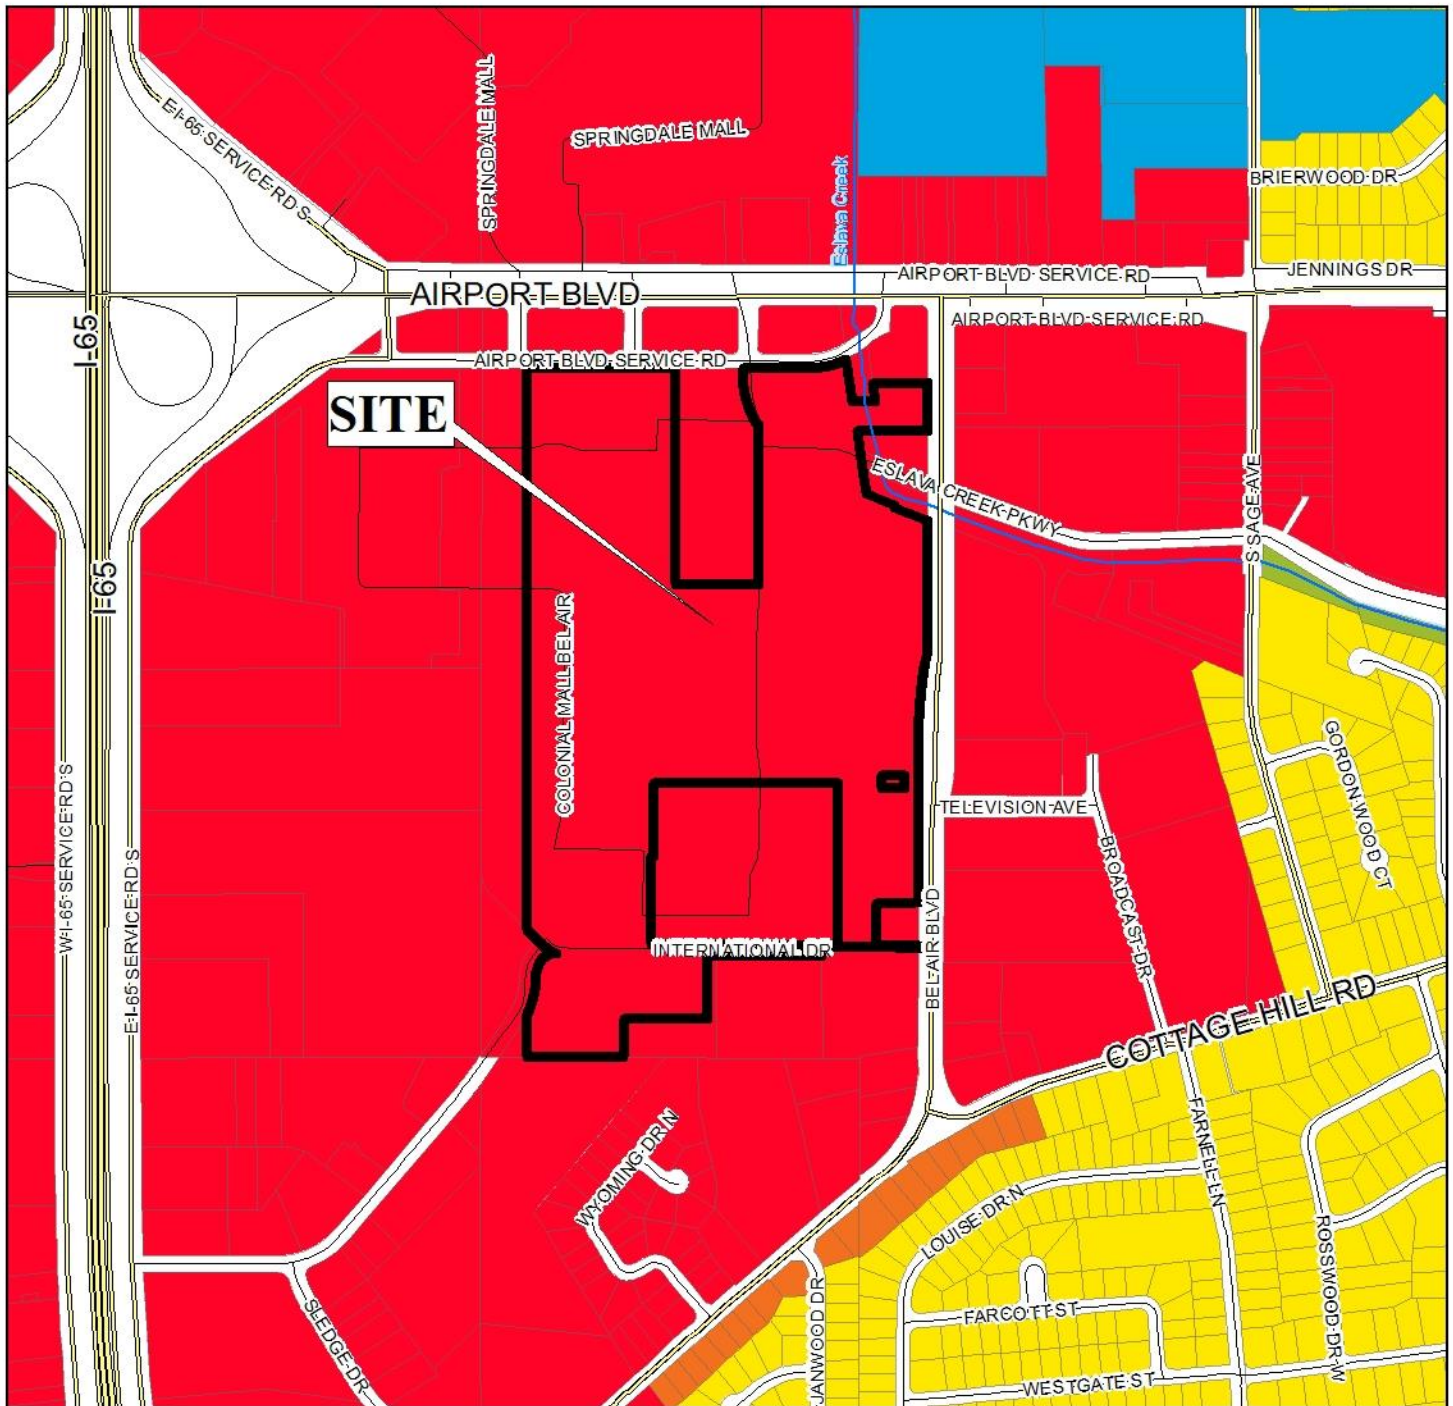 SPRINGDALE MALL
SPRINGDALE MALL
E I-65 SERVICE RD S
Eslava Creek
BRIERWOOD DR
AIRPORT BLVD SERVICE RD
JENNINGS DR
AIRPORT BLVD
AIRPORT BLVD SERVICE RD
I-65
AIRPORT BLVD SERVICE RD
SITE
ESLAVA CREEK PKWY
S SAGE AVE
I-65
COLONIAL MALL BEL AIR
GORDON WOOD CT
TELEVISION AVE
BROADCAST DR
W I-65 SERVICE RD S
E I-65 SERVICE RD S
BEL AIR BLVD
INTERNATIONAL DR
COTTAGE HILL RD
WYOMING DR N
FARNELL LN
LOUISE DR N
ROSSWOOD DR W
SLEDGE DR
JANWOOD DR
FARCOTT ST
WESTGATE ST